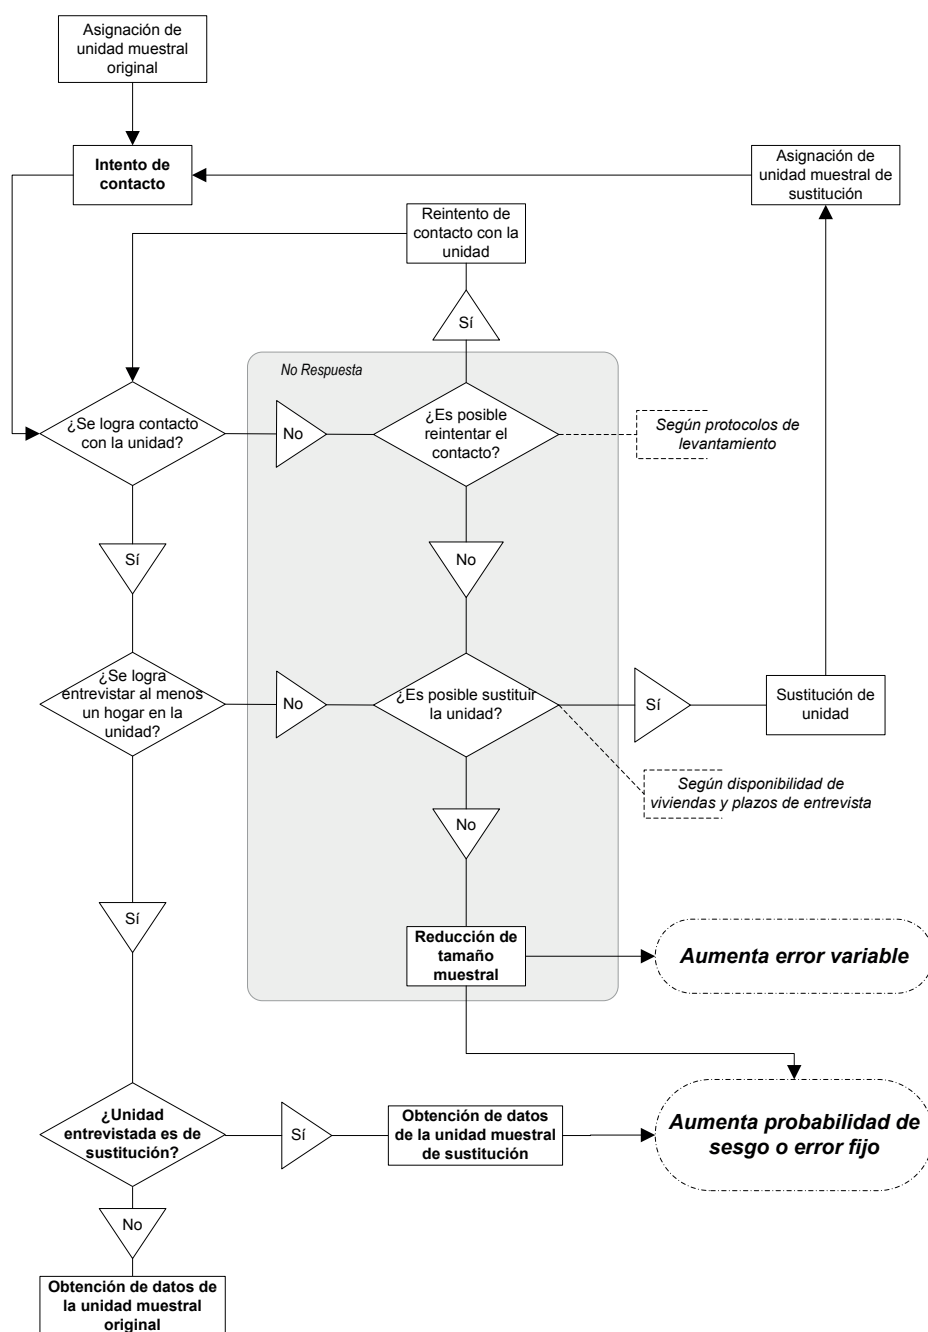 Asignación de
unidad muestral
original
Intento de
contacto
Asignación de
unidad muestral de
sustitución
Reintento de
contacto con la
unidad
Sí
No Respuesta
¿Se logra contacto
con la unidad?
No
¿Es posible
reintentar el
contacto?
Según protocolos de
levantamiento
Sí
No
¿Se logra
entrevistar al menos
un hogar en la
unidad?
No
¿Es posible sustituir
la unidad?
Sí
Sustitución de
unidad
Según disponibilidad de
viviendas y plazos de entrevista
No
Sí
Reducción de
tamaño
muestral
Aumenta error variable
¿Unidad
entrevistada es de
sustitución?
Sí
Obtención de datos
de la unidad muestral
de sustitución
Aumenta probabilidad de
sesgo o error fijo
No
Obtención de datos de
la unidad muestral
original